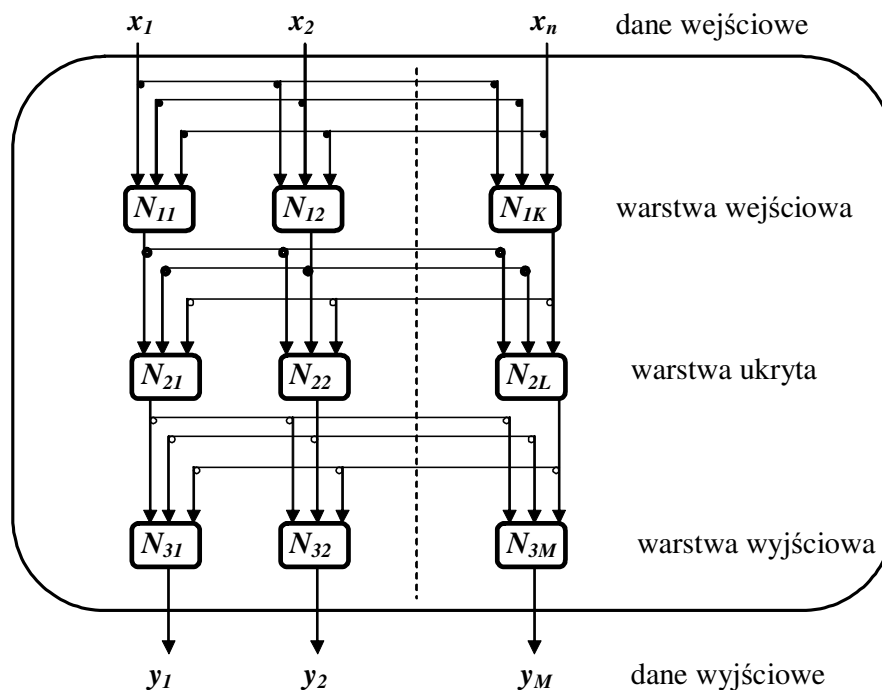 x1 x2 xn dane wejściowe
N11 N12 N1K warstwa wejściowa
N21 N22 N2L warstwa ukryta
N31 N32 N3M warstwa wyjściowa
y1 y2 yM dane wyjściowe